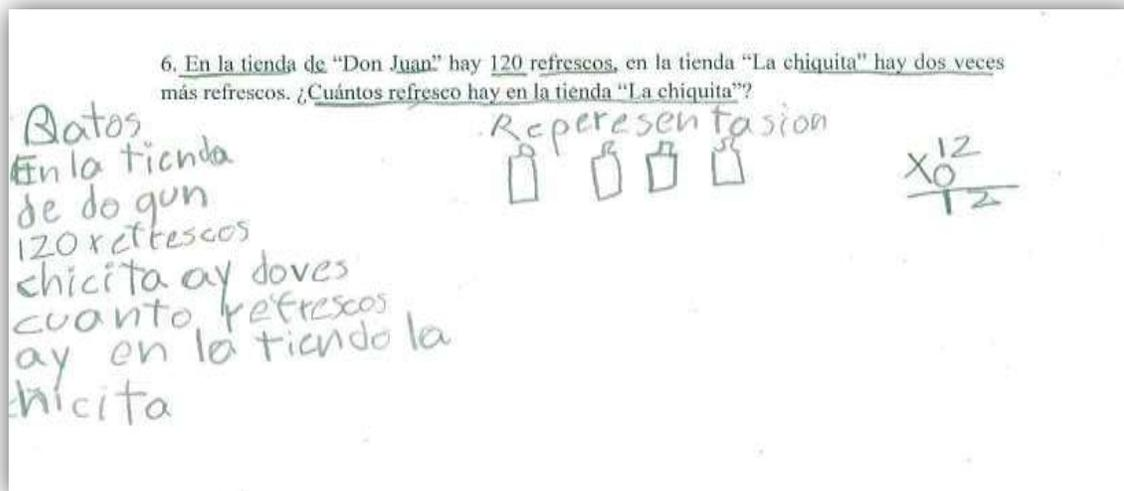 6. En la tienda de “Don Juan” hay 120 refrescos, en la tienda “La chiquita” hay dos veces
más refrescos. ¿Cuántos refresco hay en la tienda “La chiquita”?
Datos
En la tienda
de do gun
120 refrescos
chicita ay doves
cuanto refrescos
ay en la tiendo la
chicita
Reperesentasion
12
x0
12